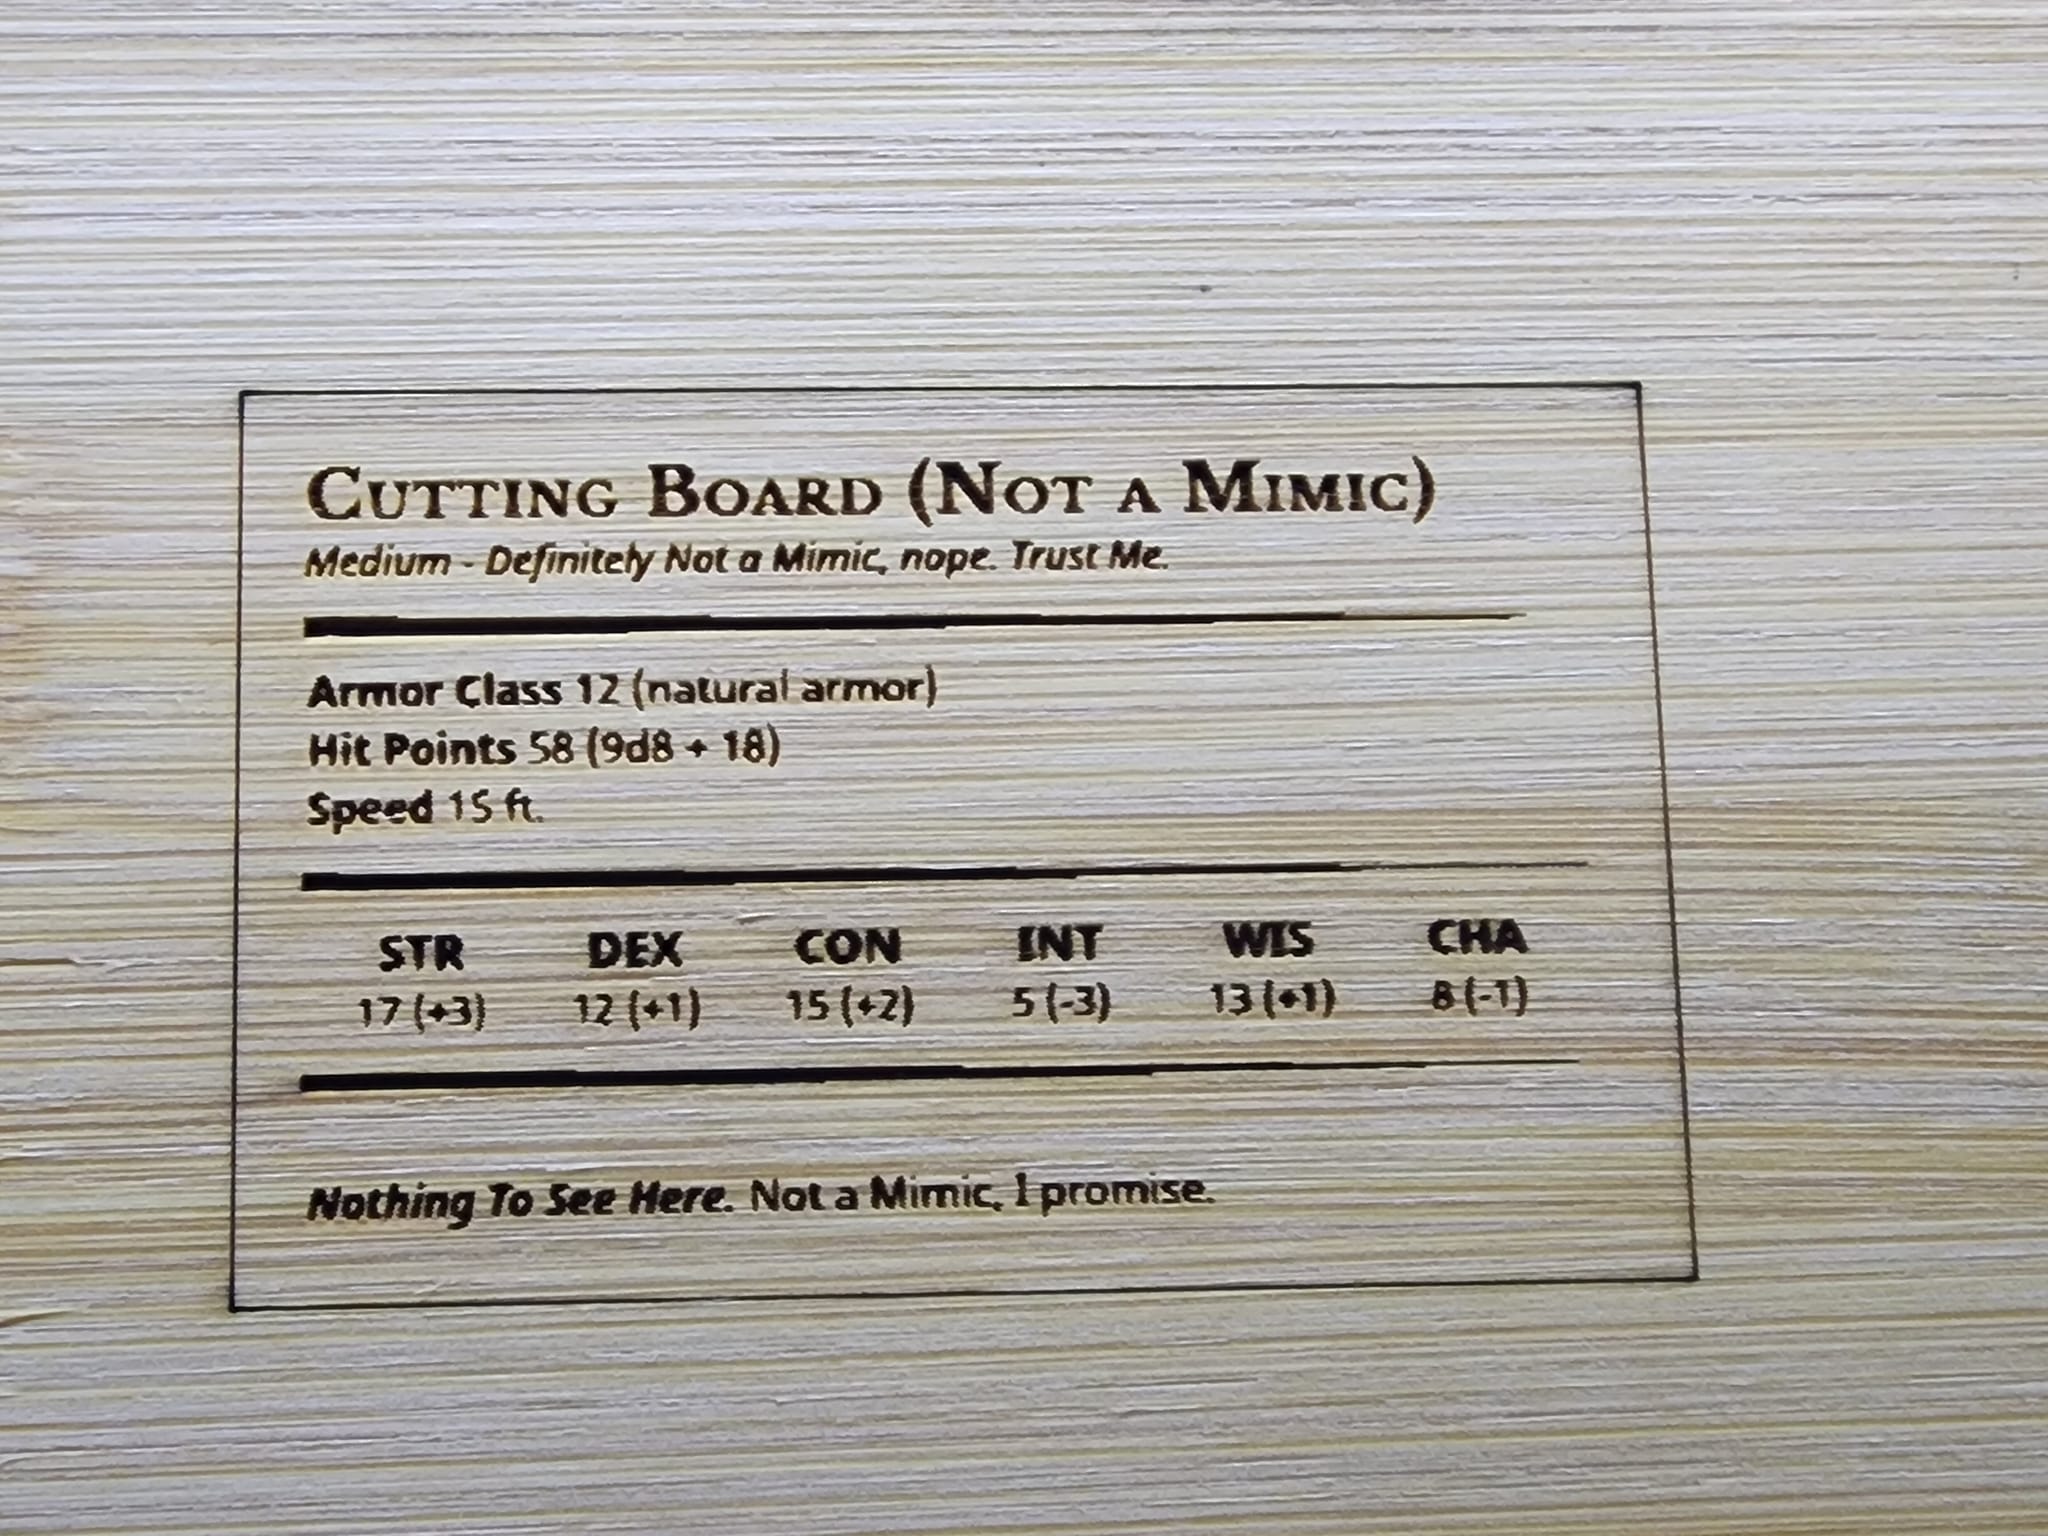 Cutting Board (Not a Mimic)
Medium - Definitely Not a Mimic, nope. Trust Me.
Armor Class 12 (natural armor)
Hit Points 58 (9d8 + 18)
Speed 15 ft.
STR DEX CON INT WIS CHA
17 (+3) 12 (+1) 15 (+2) 5 (-3) 13 (+1) 8 (-1)
Nothing To See Here. Not a Mimic, I promise.